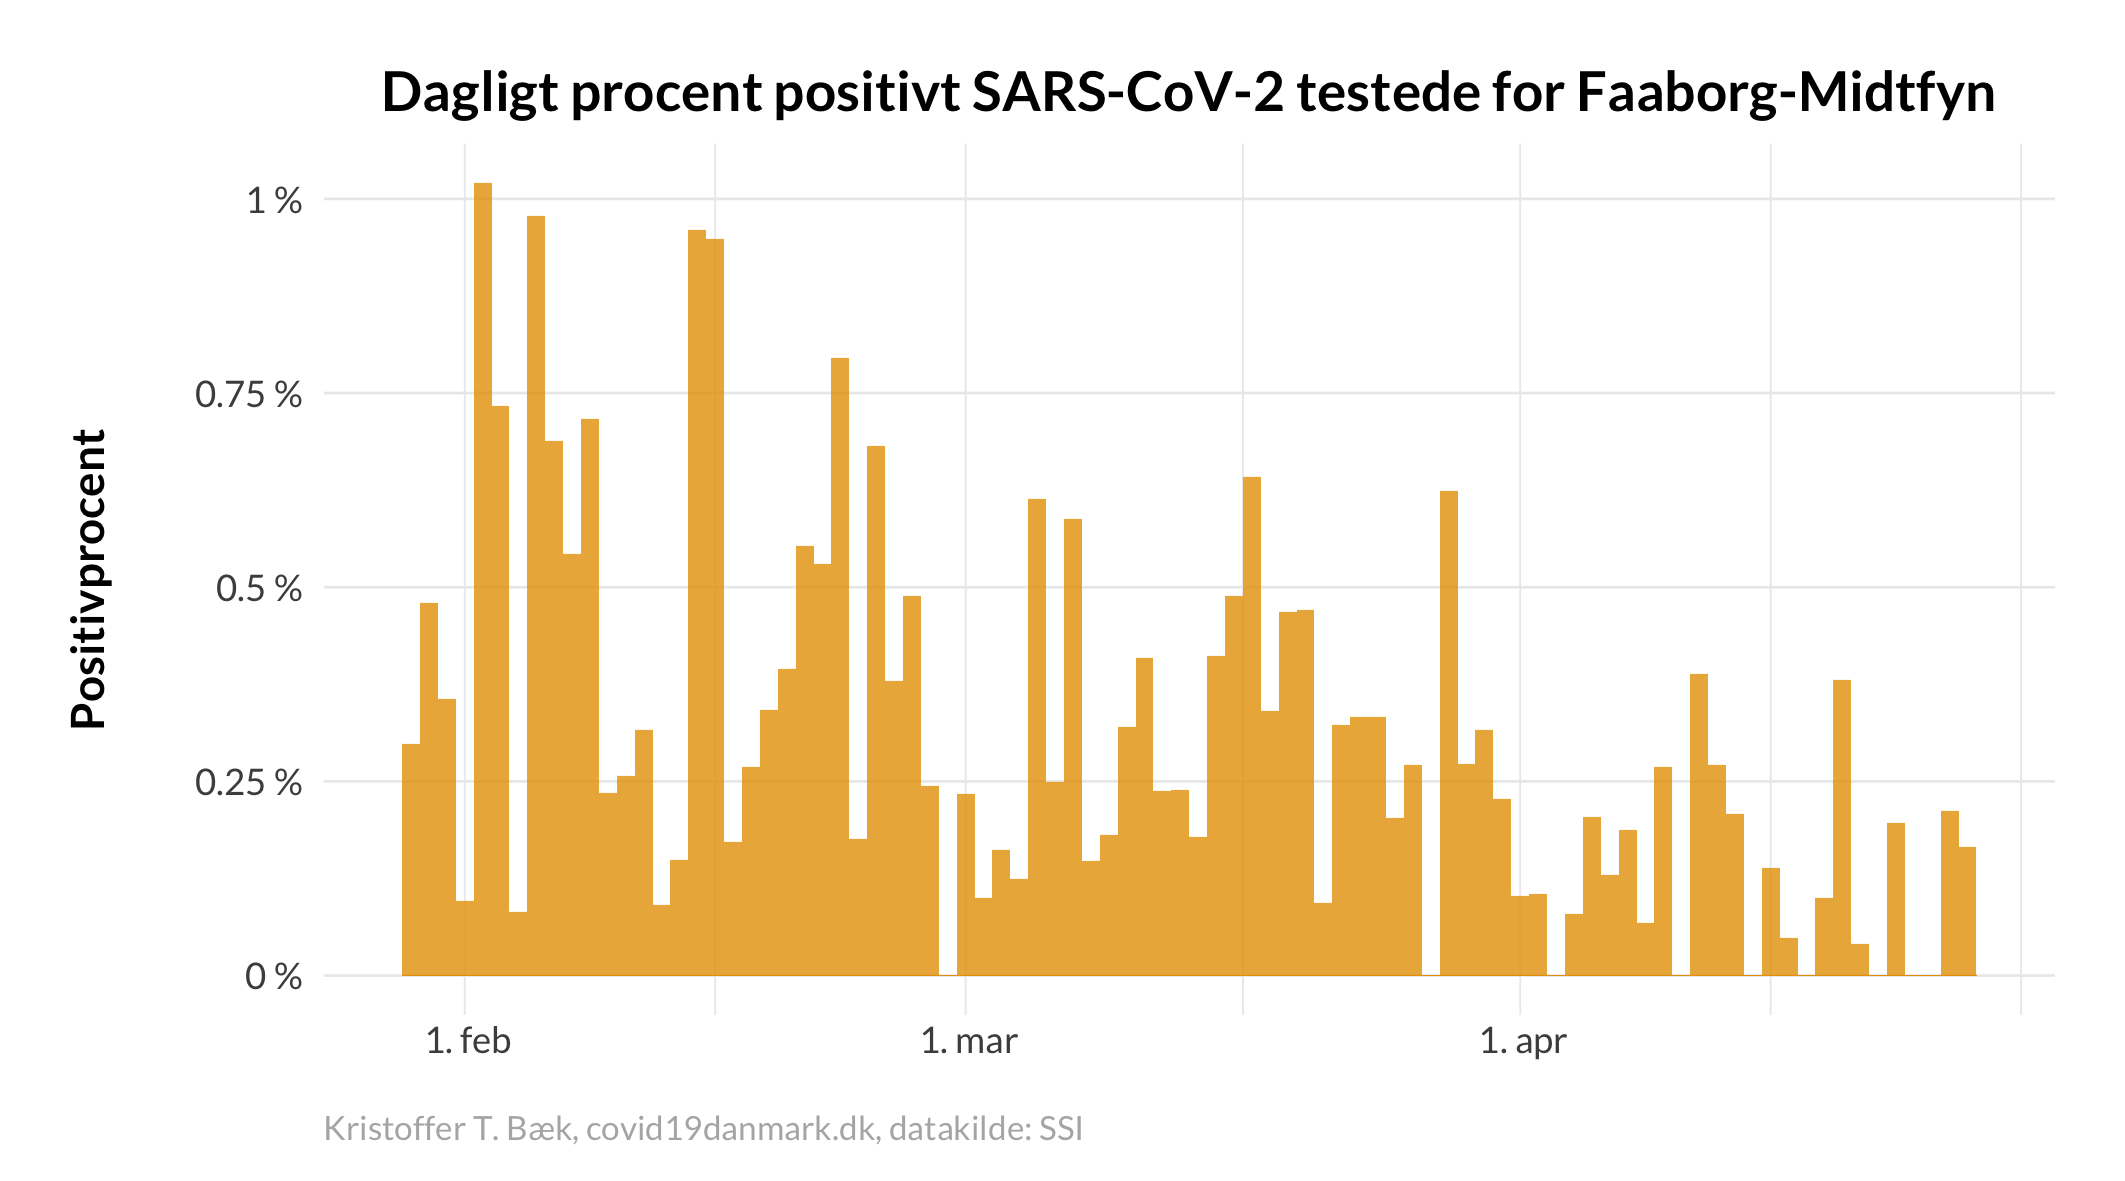 Dagligt procent positivt SARS-CoV-2 testede for Faaborg-Midtfyn
Positivprocent
1 %
0.75 %
0.5 %
0.25 %
0 %
1. feb
1. mar
1. apr
Kristoffer T. Bæk, covid19danmark.dk, datakilde: SSI